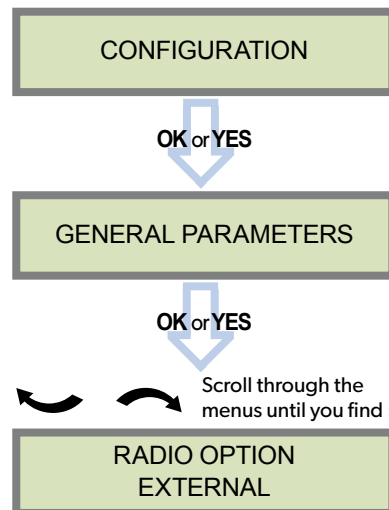 CONFIGURATION
OK or YES
GENERAL PARAMETERS
OK or YES
Scroll through the
menus until you find
RADIO OPTION
EXTERNAL